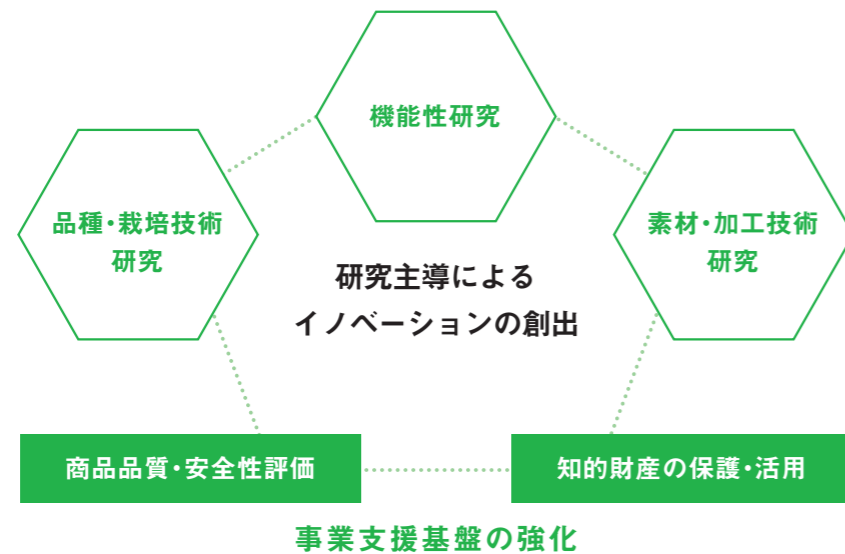 機能性研究
品種・栽培技術
研究
素材・加工技術
研究
研究主導による
イノベーションの創出
商品品質・安全性評価
知的財産の保護・活用
事業支援基盤の強化